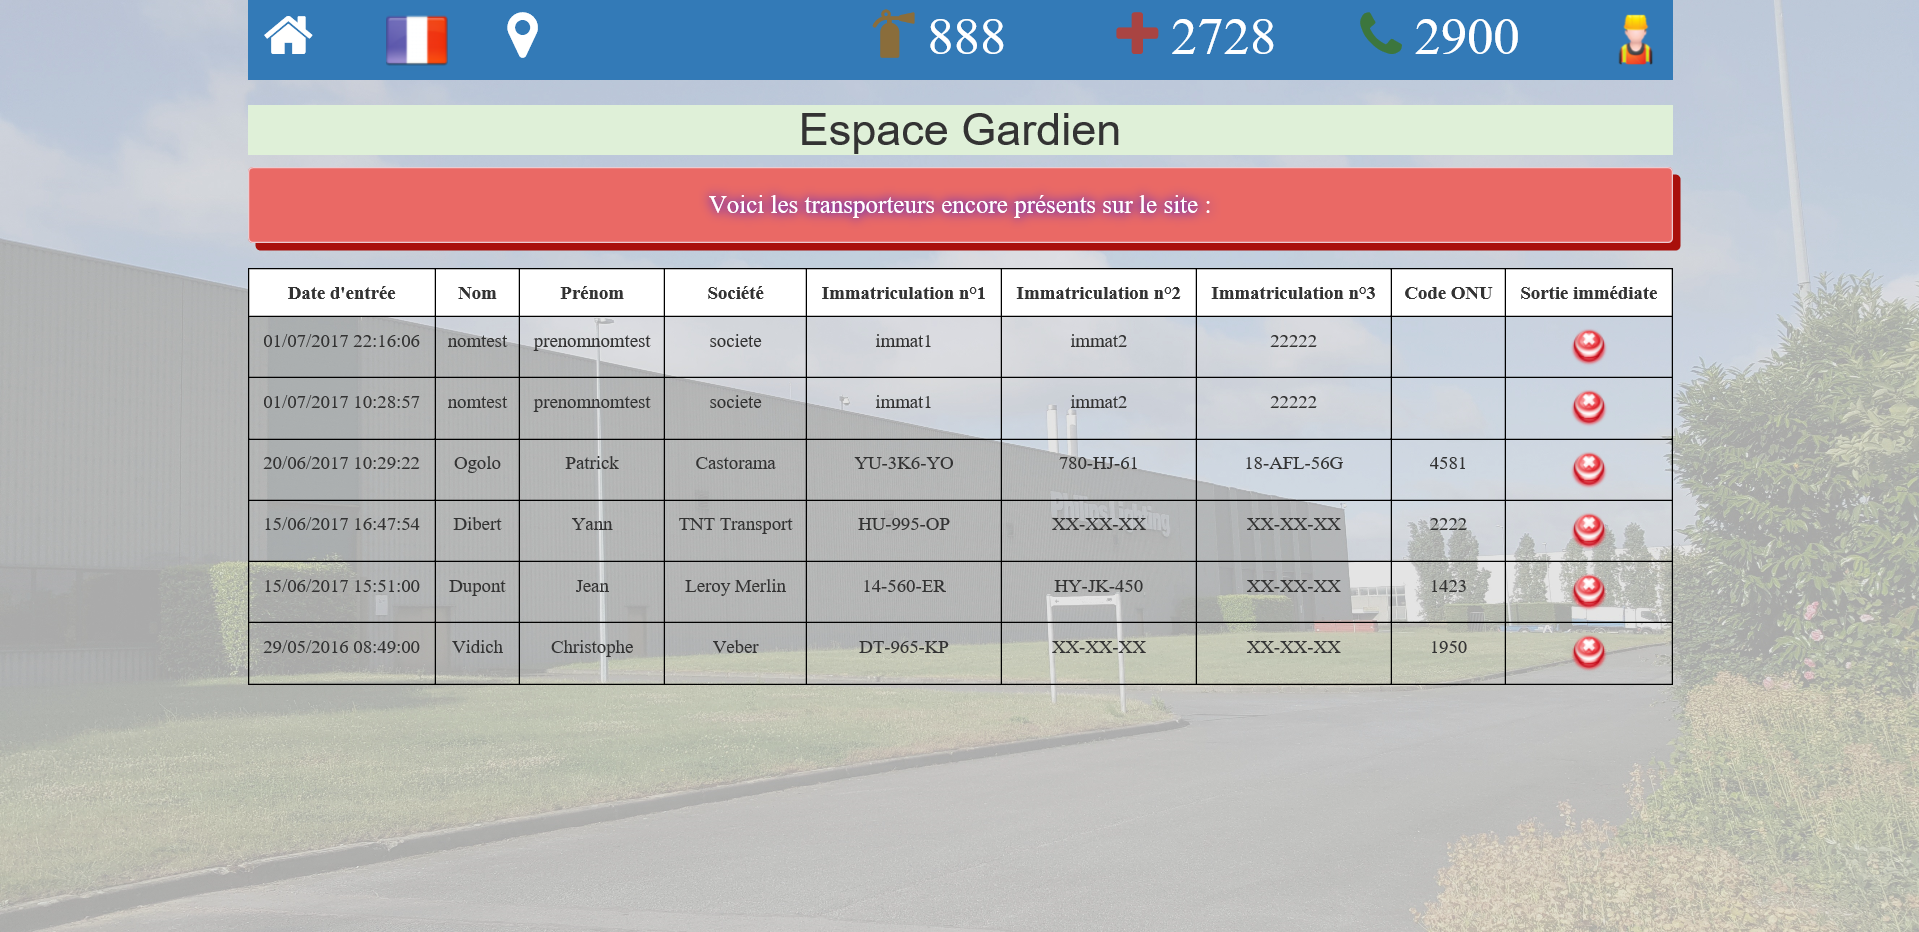 888 2728 2900
Espace Gardien
Voici les transporteurs encore présents sur le site :
Date d'entrée Nom Prénom Société Immatriculation n°1 Immatriculation n°2 Immatriculation n°3 Code ONU Sortie immédiate
01/07/2017 22:16:06 nomtest prenomnomtest societe immat1 immat2 22222
01/07/2017 10:28:57 nomtest prenomnomtest societe immat1 immat2 22222
20/06/2017 10:29:22 Ogolo Patrick Castorama YU-3K6-YO 780-HJ-61 18-AFL-56G 4581
Philips Lighting
15/06/2017 16:47:54 Dibert Yann TNT Transport HU-995-OP XX-XX-XX XX-XX-XX 2222
15/06/2017 15:51:00 Dupont Jean Leroy Merlin 14-560-ER HY-JK-450 XX-XX-XX 1423
29/05/2016 08:49:00 Vidich Christophe Veber DT-965-KP XX-XX-XX XX-XX-XX 1950